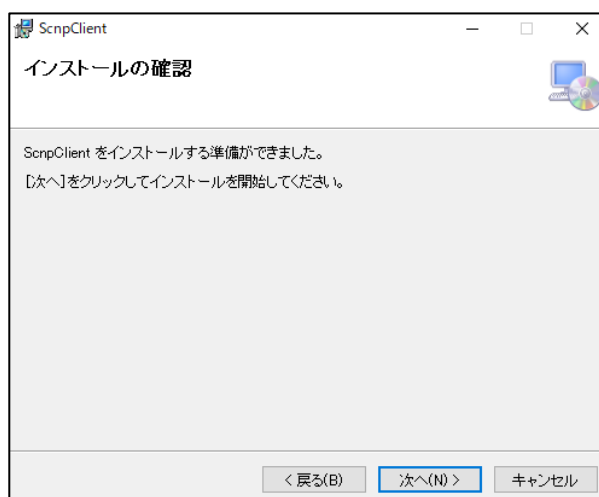 ScnpClient
インストールの確認
ScnpClient をインストールする準備ができました。
[次へ]をクリックしてインストールを開始してください。
< 戻る(B)
次へ(N) >
キャンセル